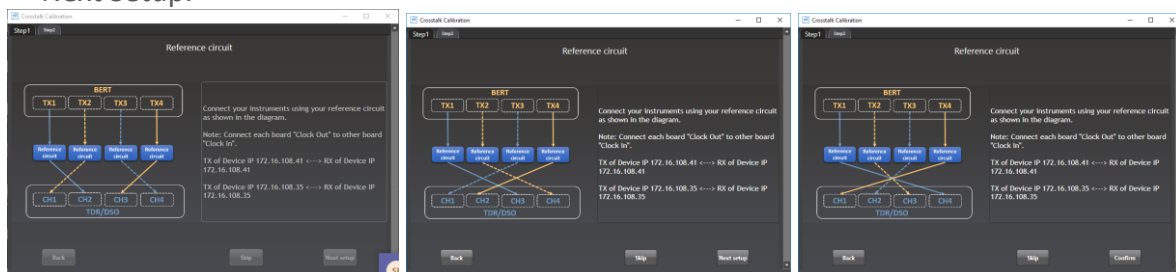 Next Setup.
Crosstalk Calibration
Step1 Step2
Reference circuit
BERT
TX1 TX2 TX3 TX4
Reference circuit Reference circuit Reference circuit Reference circuit
CH1 CH2 CH3 CH4
TDR/DSO
Connect your instruments using your reference circuit
as shown in the diagram.
Note: Connect each board "Clock Out" to other board
"Clock In".
TX of Device IP 172.16.108.41 <---> RX of Device IP
172.16.108.41
TX of Device IP 172.16.108.35 <---> RX of Device IP
172.16.108.35
Back Skip Next setup
Crosstalk Calibration
Step1 Step2
Reference circuit
BERT
TX1 TX2 TX3 TX4
Reference circuit Reference circuit Reference circuit Reference circuit
CH1 CH2 CH3 CH4
TDR/DSO
Connect your instruments using your reference circuit
as shown in the diagram.
Note: Connect each board "Clock Out" to other board
"Clock In".
TX of Device IP 172.16.108.41 <---> RX of Device IP
172.16.108.41
TX of Device IP 172.16.108.35 <---> RX of Device IP
172.16.108.35
Back Skip Next setup
Crosstalk Calibration
Step1 Step2
Reference circuit
BERT
TX1 TX2 TX3 TX4
Reference circuit Reference circuit Reference circuit Reference circuit
CH1 CH2 CH3 CH4
TDR/DSO
Connect your instruments using your reference circuit
as shown in the diagram.
Note: Connect each board "Clock Out" to other board
"Clock In".
TX of Device IP 172.16.108.41 <---> RX of Device IP
172.16.108.41
TX of Device IP 172.16.108.35 <---> RX of Device IP
172.16.108.35
Back Skip Confirm